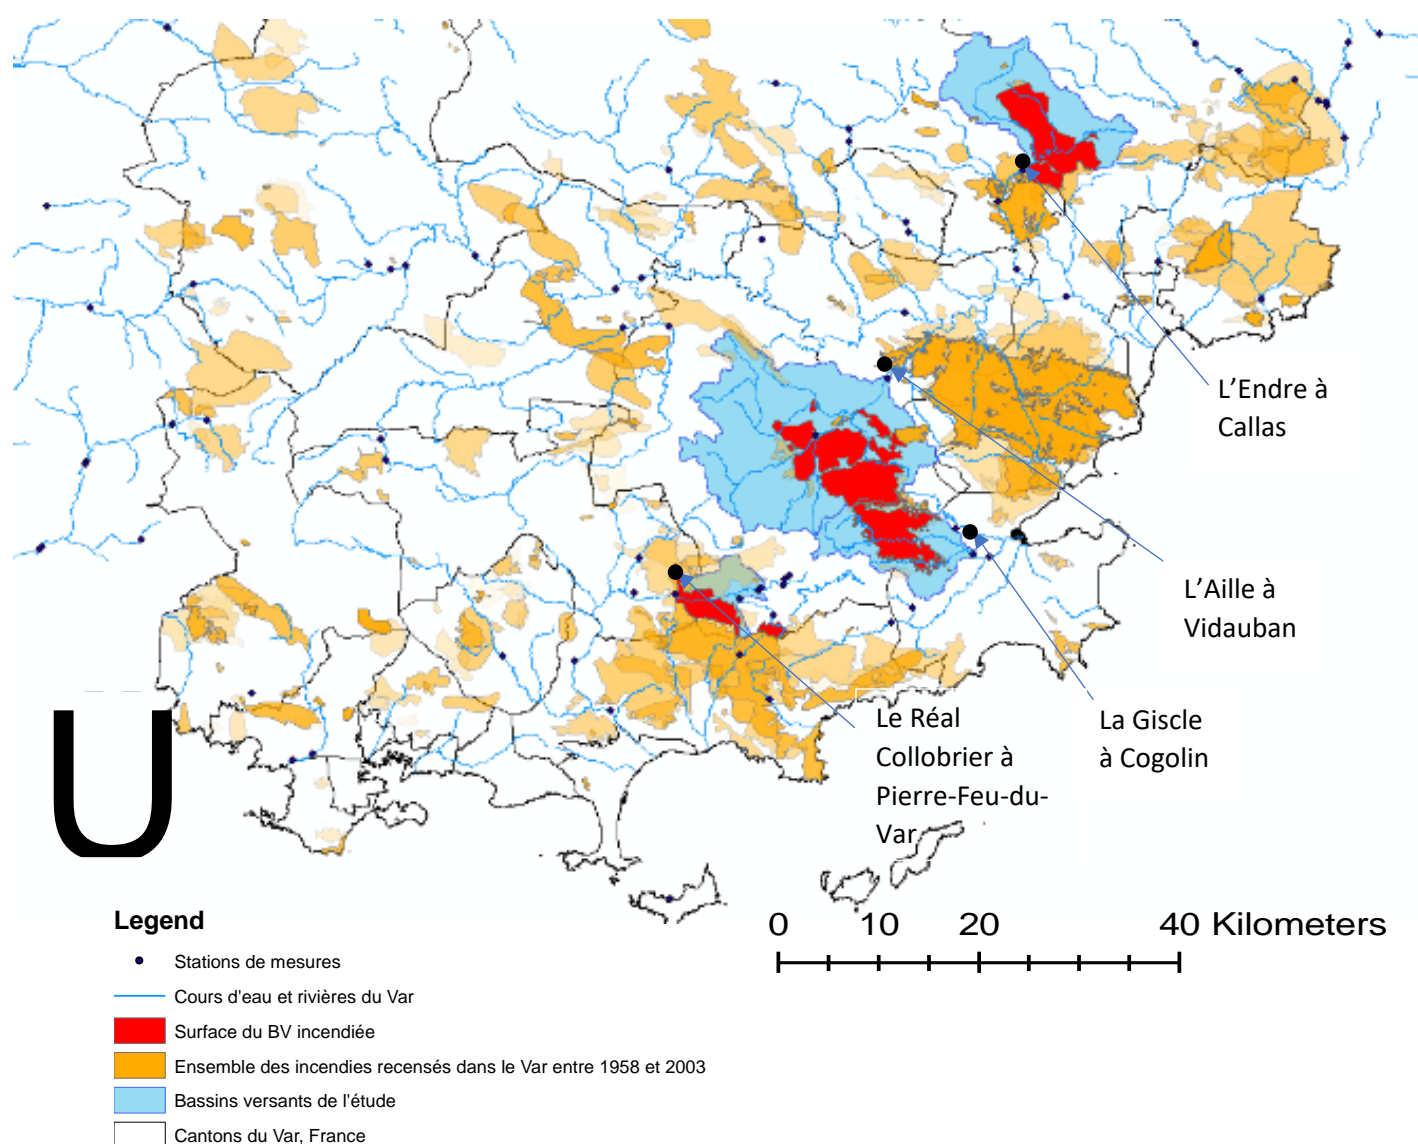 L'Endre à
Callas
L'Aille à
Vidauban
Le Réal
Collobrier à
Pierre-Feu-du-
Var
La Giscle
à Cogolin
U
Legend
0 10 20 40 Kilometers
Stations de mesures
Cours d'eau et rivières du Var
Surface du BV incendiée
Ensemble des incendies recensés dans le Var entre 1958 et 2003
Bassins versants de l'étude
Cantons du Var, France